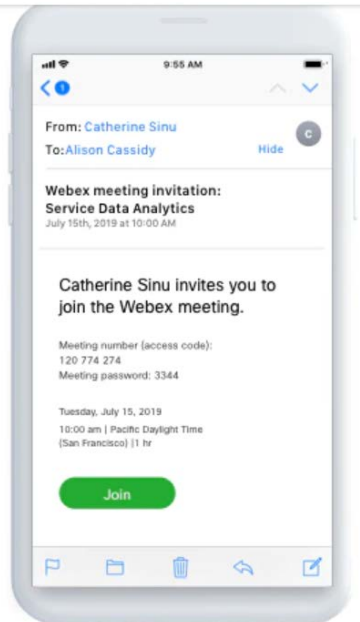 9:55 AM
1
From: Catherine Sinu
C
To:Alison Cassidy
Hide
Webex meeting invitation:
Service Data Analytics
July 15th, 2019 at 10:00 AM
Catherine Sinu invites you to
join the Webex meeting.
Meeting number (access code):
120 774 274
Meeting password: 3344
Tuesday, July 15, 2019
10:00 am | Pacific Daylight Time
(San Francisco) |1 hr
Join